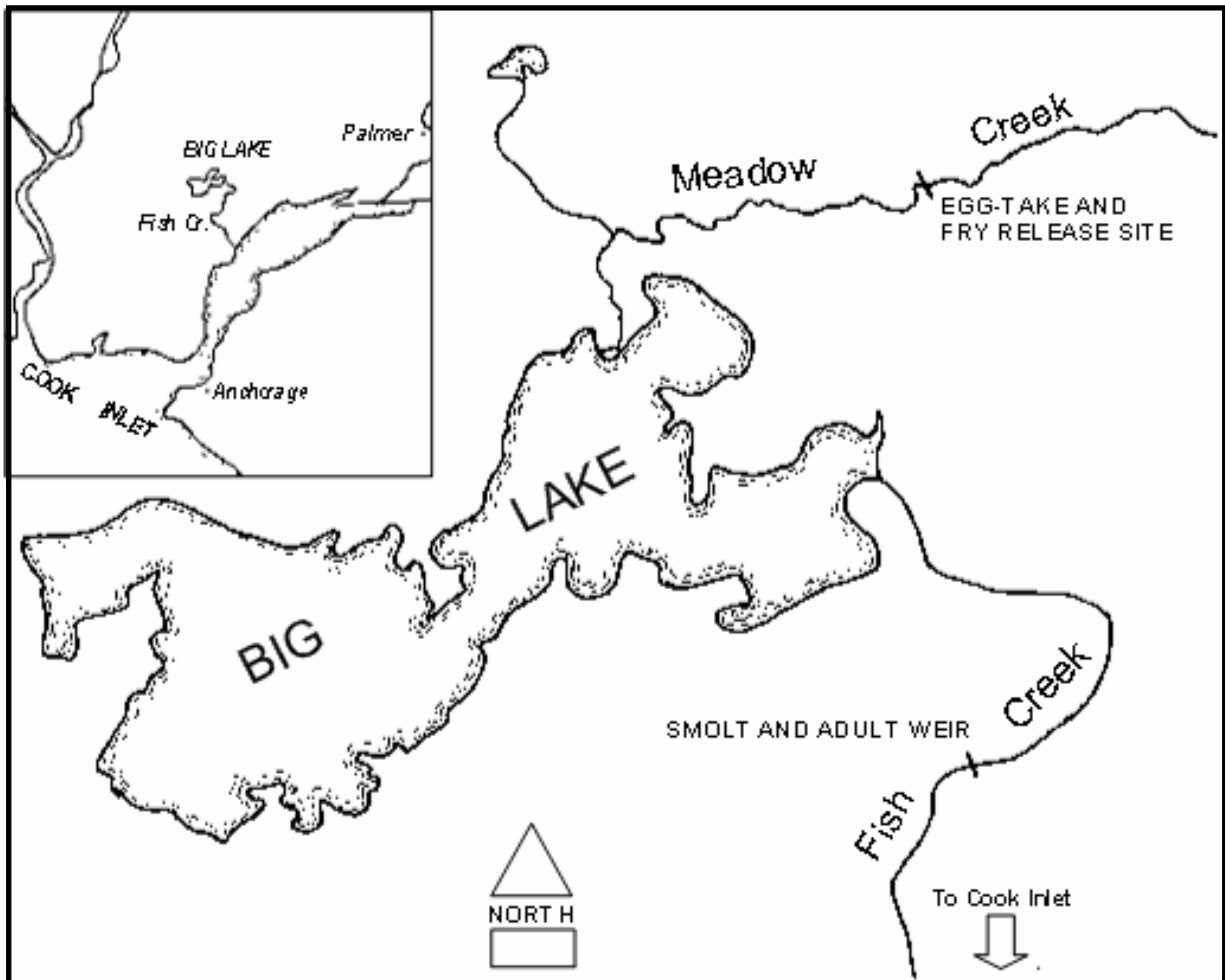 Palmer
BIG LAKE
Fish Cr.
COOK INLET
Anchorage
Meadow Creek
EGG-TAKE AND
FRY RELEASE SITE
BIG LAKE
SMOLT AND ADULT WEIR
Fish Creek
NORTH
To Cook Inlet